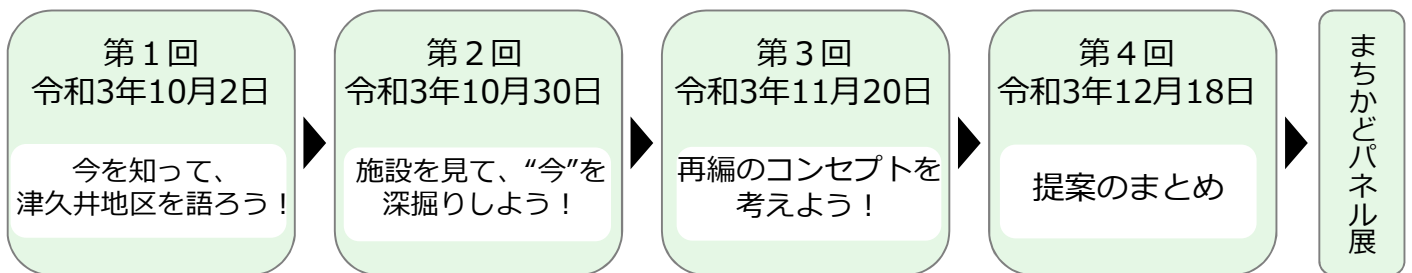 第１回
令和3年10月2日
今を知って、
津久井地区を語ろう！
第２回
令和3年10月30日
施設を見て、“今”を
深掘りしよう！
第３回
令和3年11月20日
再編のコンセプトを
考えよう！
第４回
令和3年12月18日
提案のまとめ
まちかどパネル展